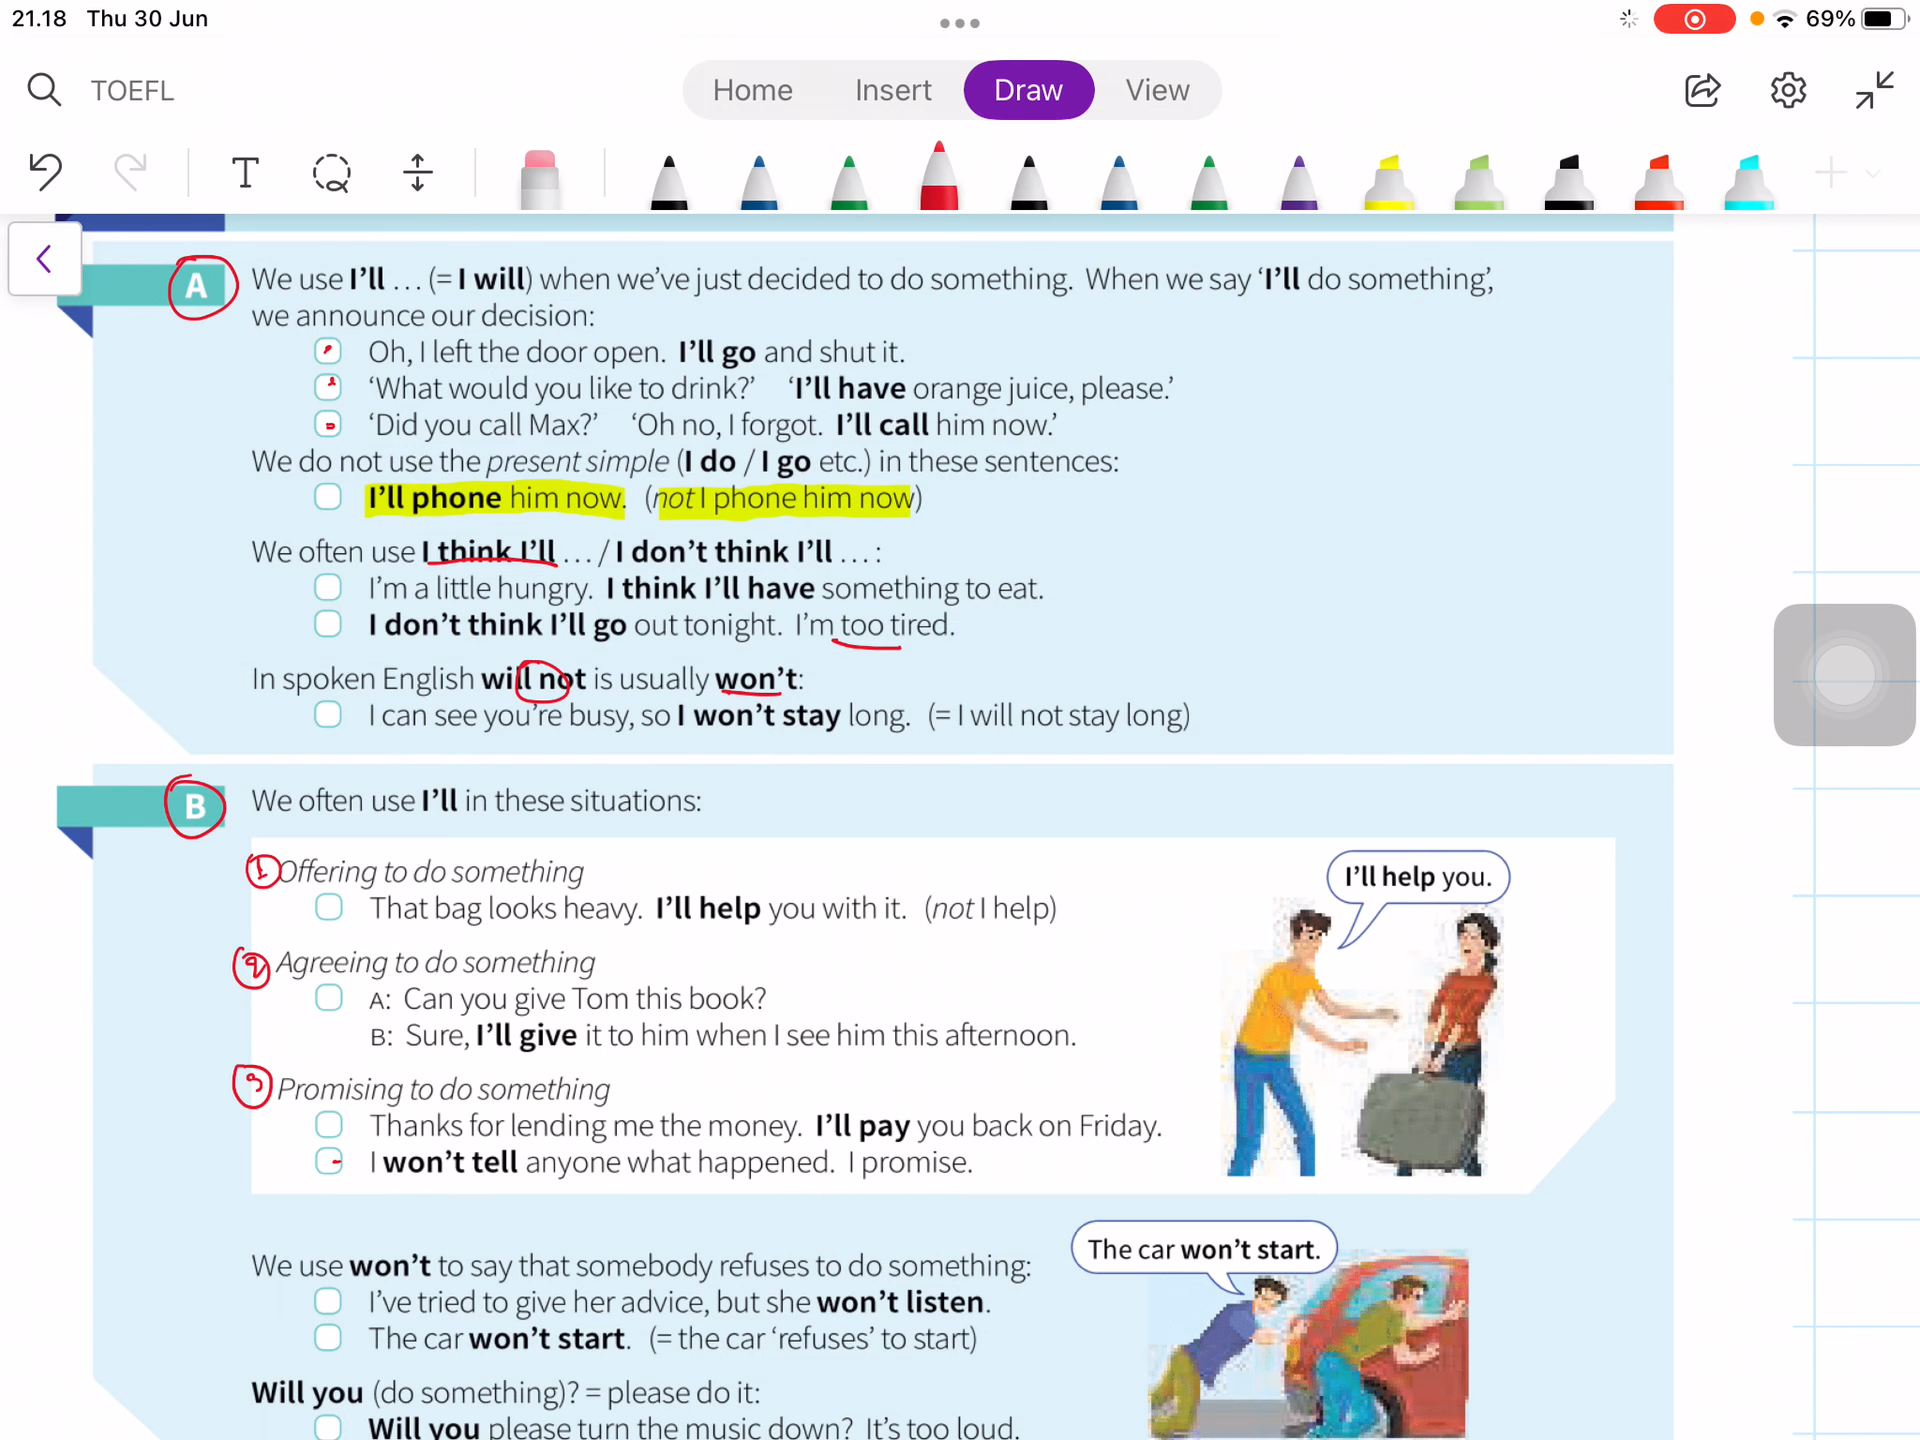 21.18 Thu 30 Jun
69%
TOEFL
Home Insert Draw View
T
A We use I'll … (= I will) when we've just decided to do something. When we say 'I'll do something',
we announce our decision:
Oh, I left the door open. I'll go and shut it.
'What would you like to drink?' 'I'll have orange juice, please.'
'Did you call Max?' 'Oh no, I forgot. I'll call him now.'
We do not use the present simple (I do / I go etc.) in these sentences:
I'll phone him now. (not I phone him now)
We often use I think I'll … / I don't think I'll … :
I'm a little hungry. I think I'll have something to eat.
I don't think I'll go out tonight. I'm too tired.
In spoken English will not is usually won't:
I can see you're busy, so I won't stay long. (= I will not stay long)
B We often use I'll in these situations:
1 Offering to do something
That bag looks heavy. I'll help you with it. (not I help)
I'll help you.
2 Agreeing to do something
A: Can you give Tom this book?
B: Sure, I'll give it to him when I see him this afternoon.
3 Promising to do something
Thanks for lending me the money. I'll pay you back on Friday.
I won't tell anyone what happened. I promise.
The car won't start.
We use won't to say that somebody refuses to do something:
I've tried to give her advice, but she won't listen.
The car won't start. (= the car 'refuses' to start)
Will you (do something)? = please do it:
Will you please turn the music down? It's too loud.